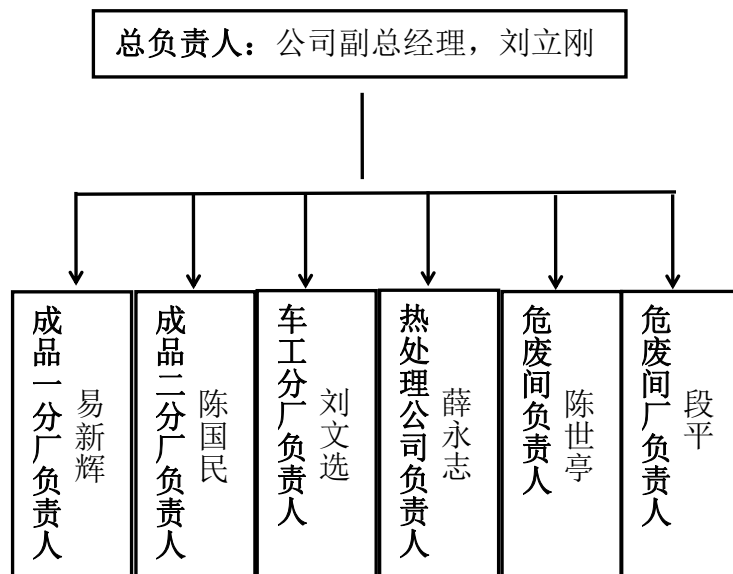 总负责人：公司副总经理，刘立刚
成品一分厂负责人
易新辉
成品二分厂负责人
陈国民
车工分厂负责人
刘文选
热处理公司负责人
薛永志
危废间负责人
陈世亭
危废间厂负责人
段平